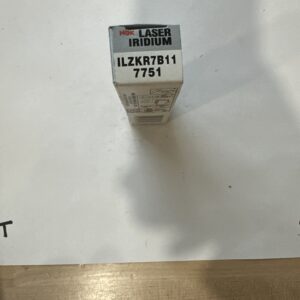 NGK LASER
IRIDIUM
ILZKR7B11
7751
T